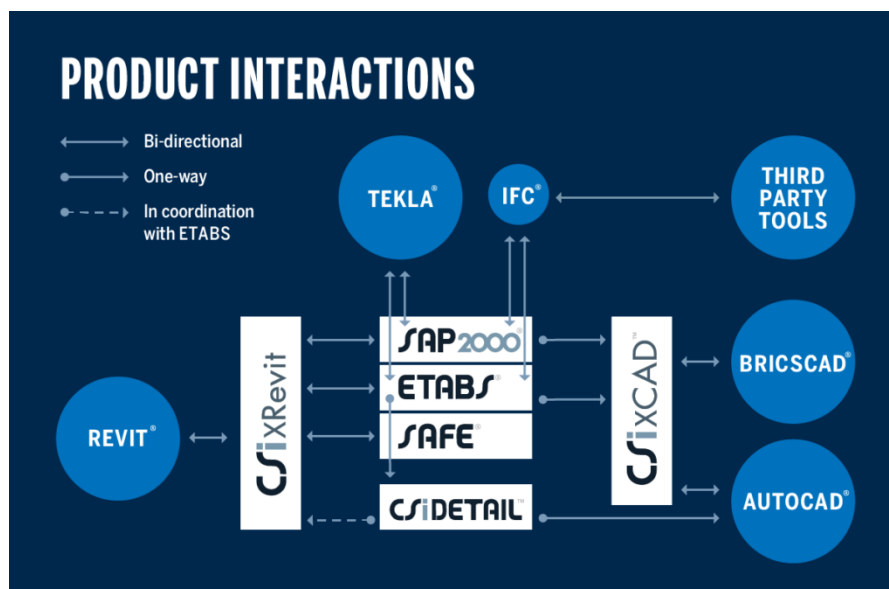 PRODUCT INTERACTIONS
Bi-directional
One-way
In coordination
with ETABS
TEKLA®
IFC®
THIRD
PARTY
TOOLS
CSiXRevit
SAP2000®
CSiXCAD™
ETABS®
BRICSCAD®
REVIT®
SAFE®
CSiDETAIL™
AUTOCAD®